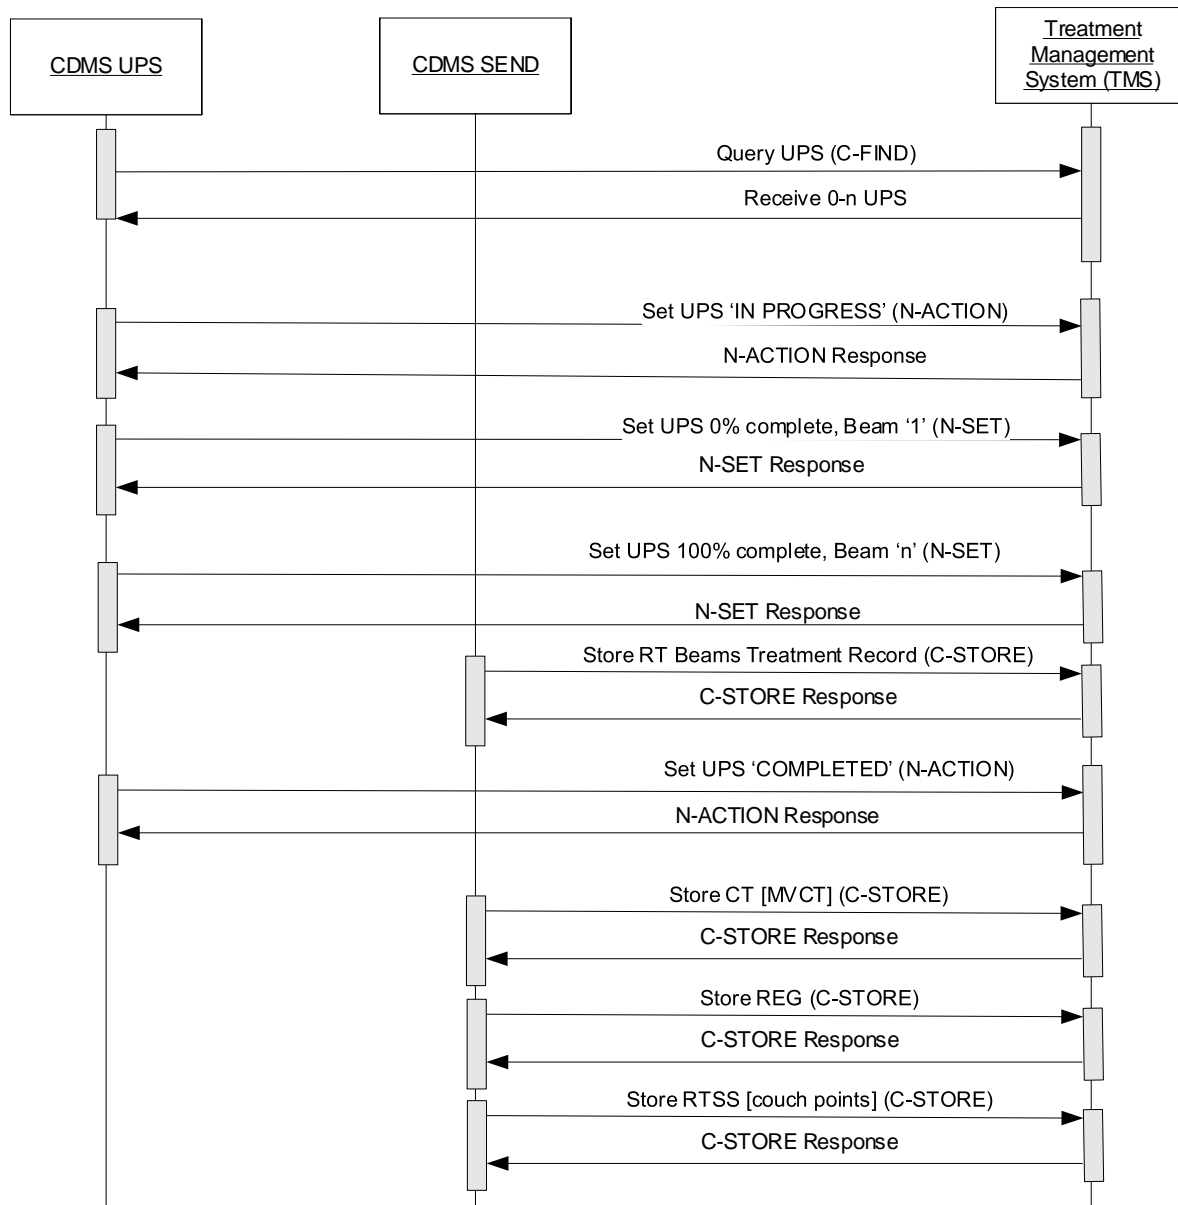 CDMS UPS
CDMS SEND
Treatment
Management
System (TMS)
Query UPS (C-FIND)
Receive 0-n UPS
Set UPS ‘IN PROGRESS’ (N-ACTION)
N-ACTION Response
Set UPS 0% complete, Beam ‘1’ (N-SET)
N-SET Response
Set UPS 100% complete, Beam ‘n’ (N-SET)
N-SET Response
Store RT Beams Treatment Record (C-STORE)
C-STORE Response
Set UPS ‘COMPLETED’ (N-ACTION)
N-ACTION Response
Store CT [MVCT] (C-STORE)
C-STORE Response
Store REG (C-STORE)
C-STORE Response
Store RTSS [couch points] (C-STORE)
C-STORE Response